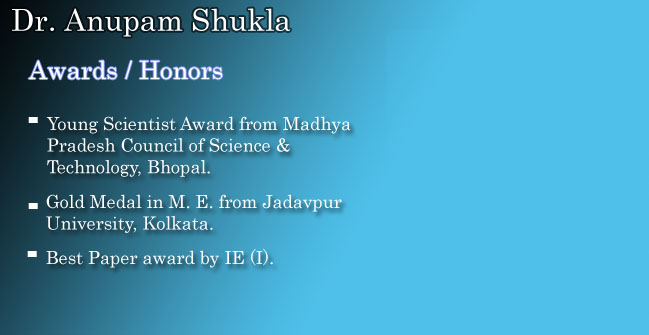 Dr. Anupam Shukla
Awards / Honors
Young Scientist Award from Madhya
Pradesh Council of Science &
Technology, Bhopal.
Gold Medal in M. E. from Jadavpur
University, Kolkata.
Best Paper award by IE (I).